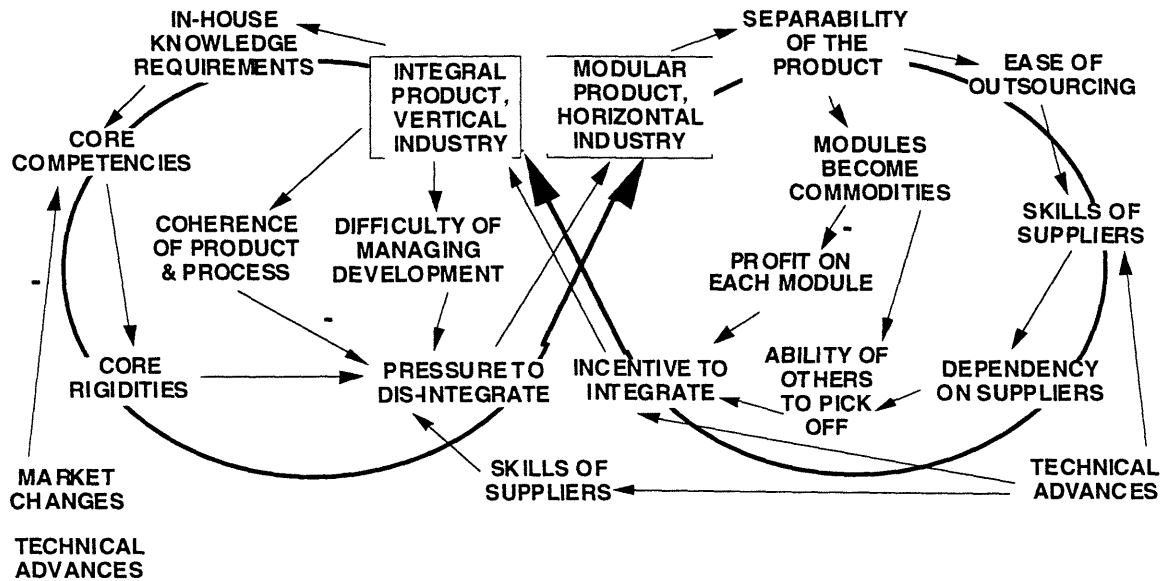 IN-HOUSE
KNOWLEDGE
REQUIREMENTS
INTEGRAL
PRODUCT,
VERTICAL
INDUSTRY
MODULAR
PRODUCT,
HORIZONTAL
INDUSTRY
SEPARABILITY
OF THE
PRODUCT
EASE OF
OUTSOURCING
CORE
COMPETENCIES
MODULES
BECOME
COMMODITIES
COHERENCE
OF PRODUCT
& PROCESS
DIFFICULTY OF
MANAGING
DEVELOPMENT
SKILLS OF
SUPPLIERS
-
PROFIT ON
EACH MODULE
-
-
CORE
RIGIDITIES
PRESSURE TO
DIS-INTEGRATE
INCENTIVE TO
INTEGRATE
ABILITY OF
OTHERS
TO PICK
OFF
DEPENDENCY
ON SUPPLIERS
MARKET
CHANGES
SKILLS OF
SUPPLIERS
TECHNICAL
ADVANCES
TECHNICAL
ADVANCES